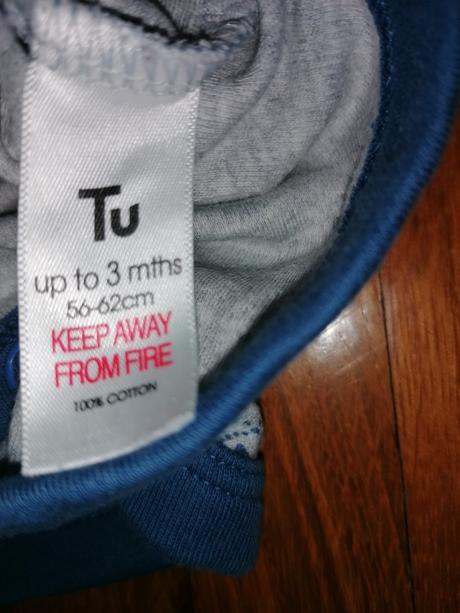 Tu
up to 3 mths
56-62cm
KEEP AWAY
FROM FIRE
100% COTTON